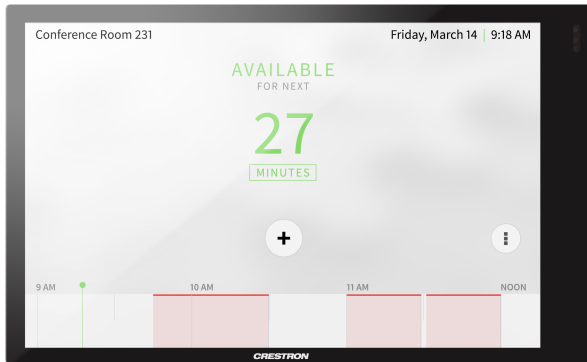 Conference Room 231
Friday, March 14 | 9:18 AM
AVAILABLE
FOR NEXT
27
MINUTES
9 AM 10 AM 11 AM NOON
CRESTRON